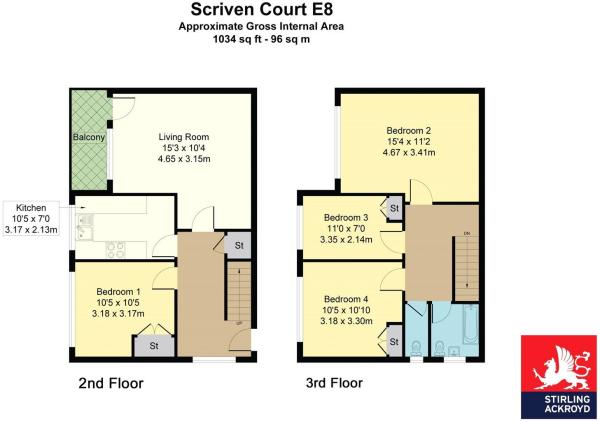 Scriven Court E8
Approximate Gross Internal Area
1034 sq ft - 96 sq m
Balcony
Living Room
15'3 x 10'4
4.65 x 3.15m
Kitchen
10'5 x 7'0
3.17 x 2.13m
St
Bedroom 1
10'5 x 10'5
3.18 x 3.17m
St
UP
2nd Floor
Bedroom 2
15'4 x 11'2
4.67 x 3.41m
Bedroom 3
11'0 x 7'0
3.35 x 2.14m
St
DN
Bedroom 4
10'5 x 10'10
3.18 x 3.30m
St
3rd Floor
STIRLING
ACKROYD